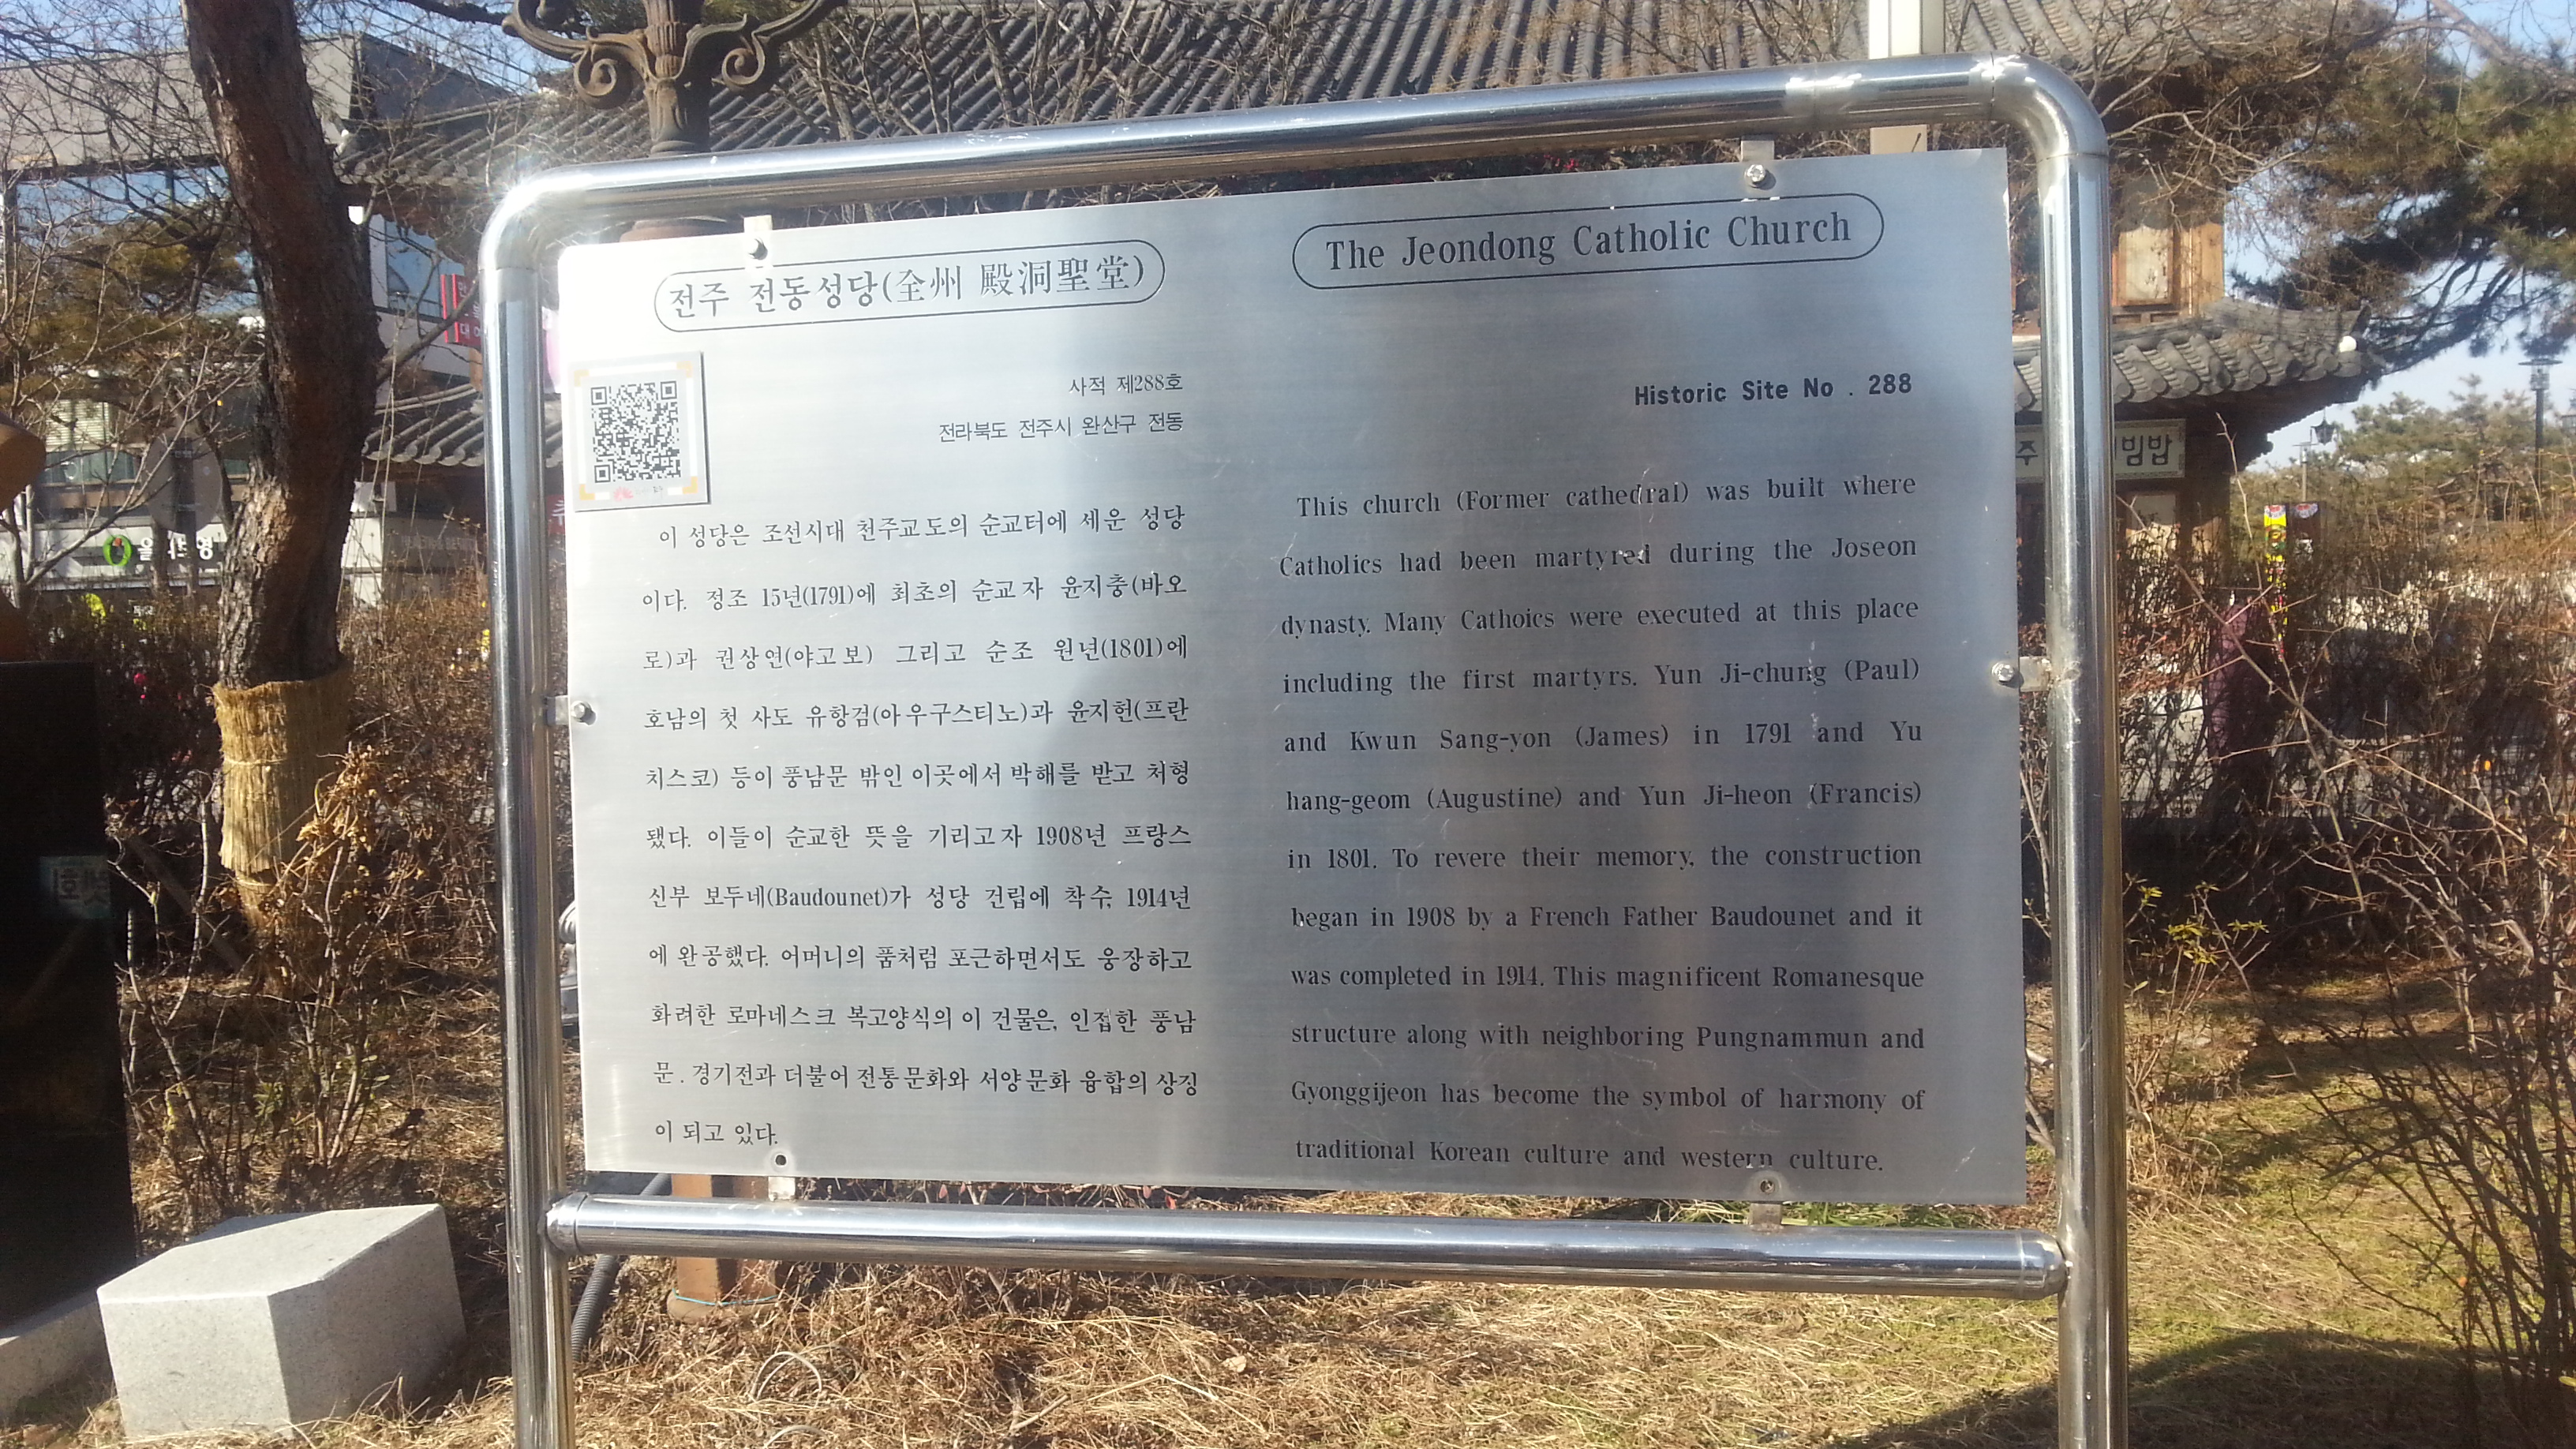 전주 전동성당(全州 殿洞聖堂)
사적 제288호
전라북도 전주시 완산구 전동
이 성당은 조선시대 천주교도의 순교터에 세운 성당
이다. 정조 15년(1791)에 최초의 순교자 윤지충(바오
로)과 권상연(야고보) 그리고 순조 원년(1801)에
호남의 첫 사도 유항검(아우구스티노)과 윤지헌(프란
치스코) 등이 풍남문 밖인 이곳에서 박해를 받고 처형
됐다. 이들이 순교한 뜻을 기리고자 1908년 프랑스
신부 보두네(Baudounet)가 성당 건립에 착수, 1914년
에 완공했다. 어머니의 품처럼 포근하면서도 웅장하고
화려한 로마네스크 복고양식의 이 건물은, 인접한 풍남
문 . 경기전과 더불어 전통 문화와 서양 문화 융합의 상징
이 되고 있다.
The Jeondong Catholic Church
Historic Site No . 288
This church (Former cathedral) was built where
Catholics had been martyred during the Joseon
dynasty. Many Cathoics were executed at this place
including the first martyrs. Yun Ji-chung (Paul)
and Kwun Sang-yon (James) in 1791 and Yu
hang-geom (Augustine) and Yun Ji-heon (Francis)
in 1801. To revere their memory, the construction
began in 1908 by a French Father Baudounet and it
was completed in 1914. This magnificent Romanesque
structure along with neighboring Pungnammun and
Gyonggijeon has become the symbol of harmony of
traditional Korean culture and western culture.
빔밥